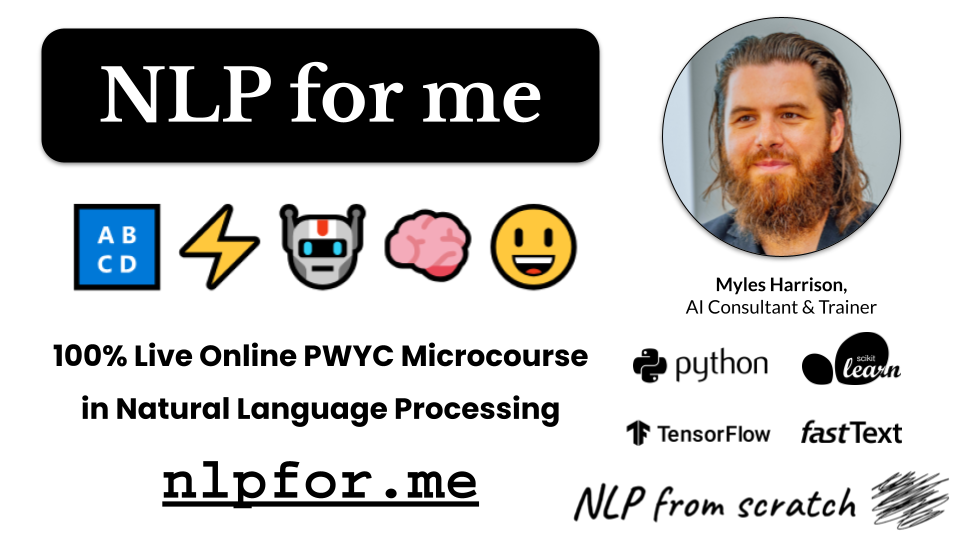 NLP for me
A B
C D
100% Live Online PWYC Microcourse
in Natural Language Processing
nlpfor.me
Myles Harrison,
AI Consultant & Trainer
python
scikit
learn
TensorFlow
fastText
NLP from scratch